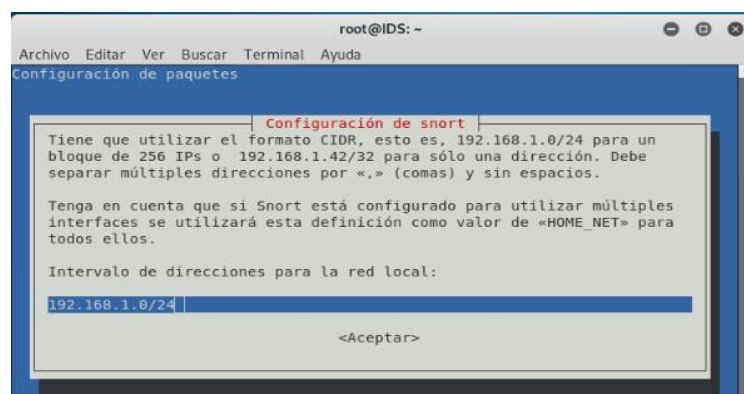 root@IDS: ~
Archivo Editar Ver Buscar Terminal Ayuda
Configuración de paquetes
Configuración de snort
Tiene que utilizar el formato CIDR, esto es, 192.168.1.0/24 para un
bloque de 256 IPs o 192.168.1.42/32 para sólo una dirección. Debe
separar múltiples direcciones por «,» (comas) y sin espacios.
Tenga en cuenta que si Snort está configurado para utilizar múltiples
interfaces se utilizará esta definición como valor de «HOME_NET» para
todos ellos.
Intervalo de direcciones para la red local:
192.168.1.0/24
<Aceptar>